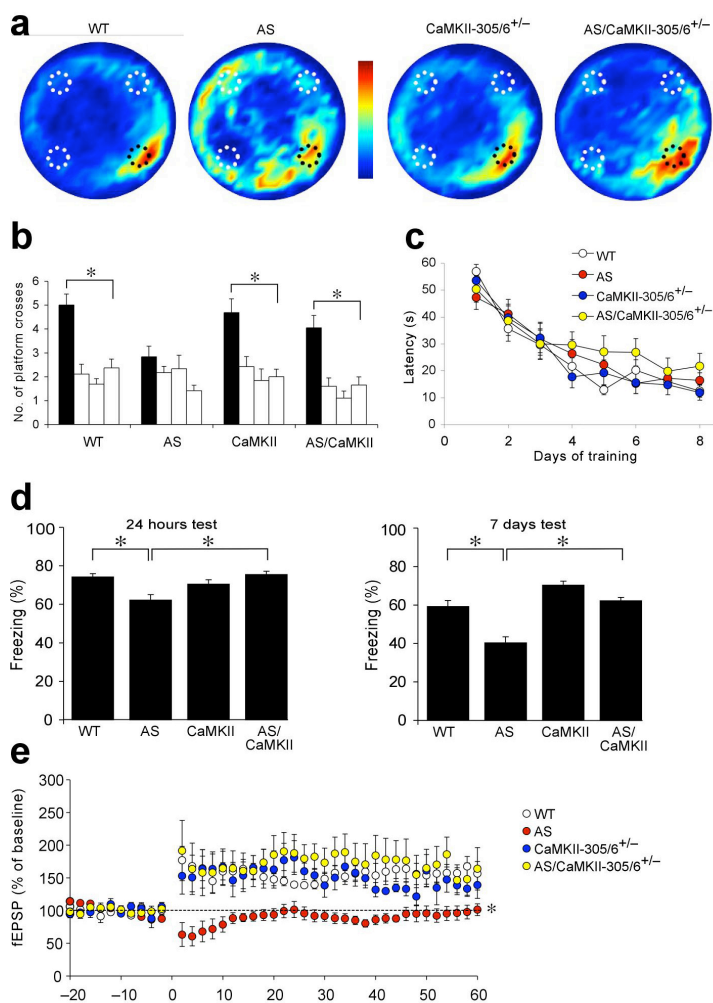 a
WT AS CaMKII-305/6+/– AS/CaMKII-305/6+/–
b
No. of platform crosses
6
5
4
3
2
1
0
*
*
*
WT AS CaMKII AS/CaMKII
c
Latency (s)
60
50
40
30
20
10
0
WT
AS
CaMKII-305/6+/–
AS/CaMKII-305/6+/–
0 2 4 6 8
Days of training
d
24 hours test
Freezing (%)
100
80
60
40
20
0
* *
WT AS CaMKII AS/
CaMKII
7 days test
Freezing (%)
100
80
60
40
20
0
* *
WT AS CaMKII AS/
CaMKII
e
fEPSP (% of baseline)
300
250
200
150
100
50
0
WT
AS
CaMKII-305/6+/–
AS/CaMKII-305/6+/–
*
–20 –10 0 10 20 30 40 50 60